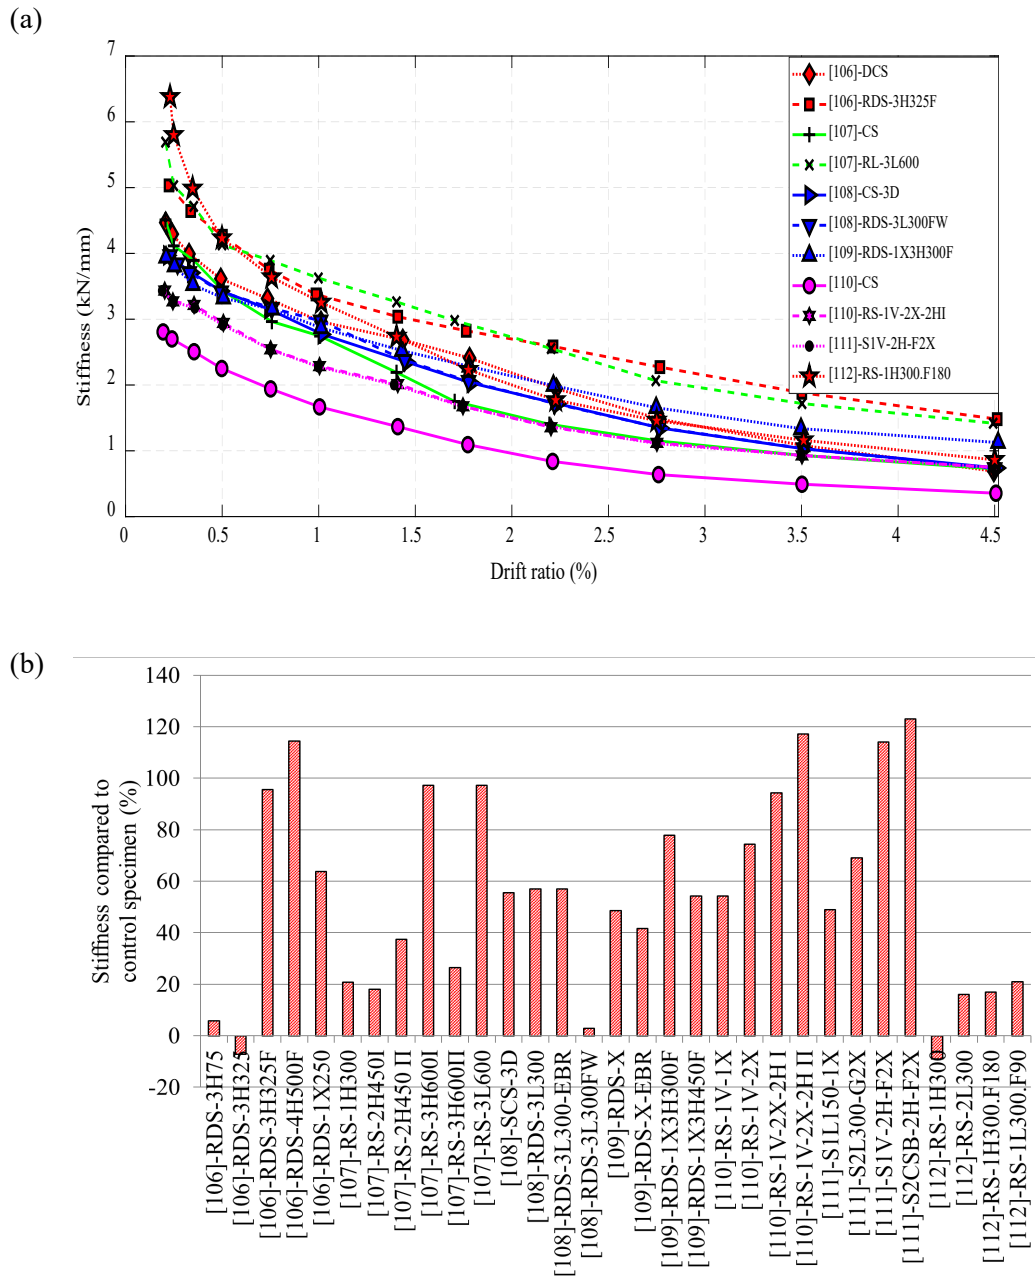 (a)
7
6
5
4
3
2
1
0
Stiffness (kN/mm)
0
0.5
1
1.5
2
2.5
3
3.5
4
4.5
Drift ratio (%)
[106]-DCS
[106]-RDS-3H325F
[107]-CS
[107]-RL-3L600
[108]-CS-3D
[108]-RDS-3L300FW
[109]-RDS-1X3H300F
[110]-CS
[110]-RS-1V-2X-2HI
[111]-S1V-2H-F2X
[112]-RS-1H300.F180
(b)
140
120
100
80
60
40
20
0
-20
Stiffness compared to
control specimen (%)
[106]-RDS-3H75
[106]-RDS-3H325
[106]-RDS-3H325F
[106]-RDS-4H500F
[106]-RDS-1X250
[107]-RS-1H300
[107]-RS-2H450I
[107]-RS-2H450 II
[107]-RS-3H600I
[107]-RS-3H600II
[107]-RS-3L600
[108]-SCS-3D
[108]-RDS-3L300
[108]-RDS-3L300-EBR
[108]-RDS-3L300FW
[109]-RDS-X
[109]-RDS-X-EBR
[109]-RDS-1X3H300F
[109]-RDS-1X3H450F
[110]-RS-1V-1X
[110]-RS-1V-2X
[110]-RS-1V-2X-2H I
[110]-RS-1V-2X-2H II
[111]-S1L150-1X
[111]-S2L300-G2X
[111]-S1V-2H-F2X
[111]-S2CSB-2H-F2X
[112]-RS-1H300
[112]-RS-2L300
[112]-RS-1H300.F180
[112]-RS-1L300.F90